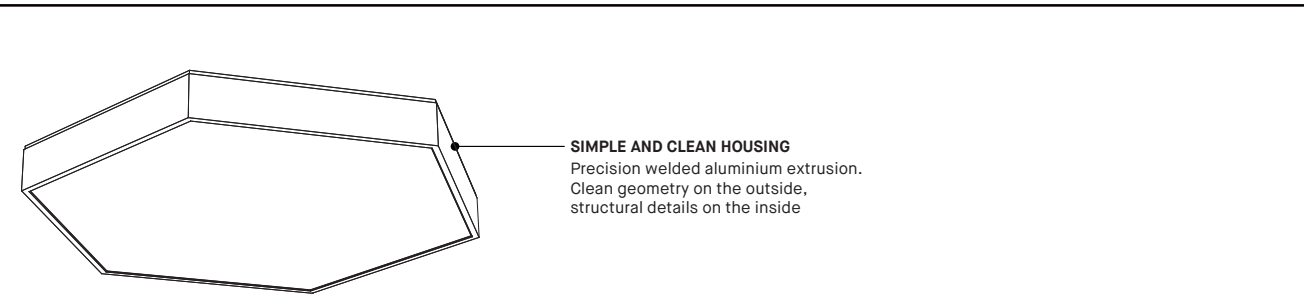 SIMPLE AND CLEAN HOUSING
Precision welded aluminium extrusion.
Clean geometry on the outside,
structural details on the inside